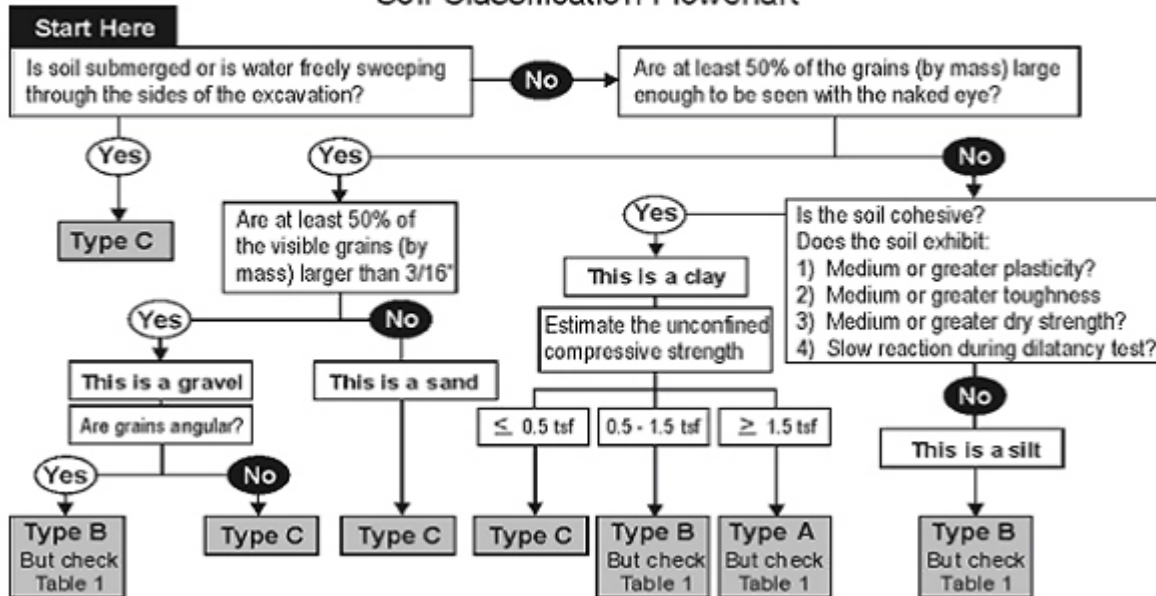 Soil Classification Flowchart
Start Here
Is soil submerged or is water freely sweeping
through the sides of the excavation?
No
Are at least 50% of the grains (by mass) large
enough to be seen with the naked eye?
Yes
Yes
No
Type C
Are at least 50% of
the visible grains (by
mass) larger than 3/16"
Yes
Is the soil cohesive?
Does the soil exhibit:
1) Medium or greater plasticity?
2) Medium or greater toughness
3) Medium or greater dry strength?
4) Slow reaction during dilatancy test?
This is a clay
Estimate the unconfined
compressive strength
Yes
No
This is a gravel
Are grains angular?
This is a sand
≤ 0.5 tsf
0.5 - 1.5 tsf
≥ 1.5 tsf
No
This is a silt
Yes
No
Type B
But check
Table 1
Type C
Type C
Type C
Type B
But check
Table 1
Type A
But check
Table 1
Type B
But check
Table 1